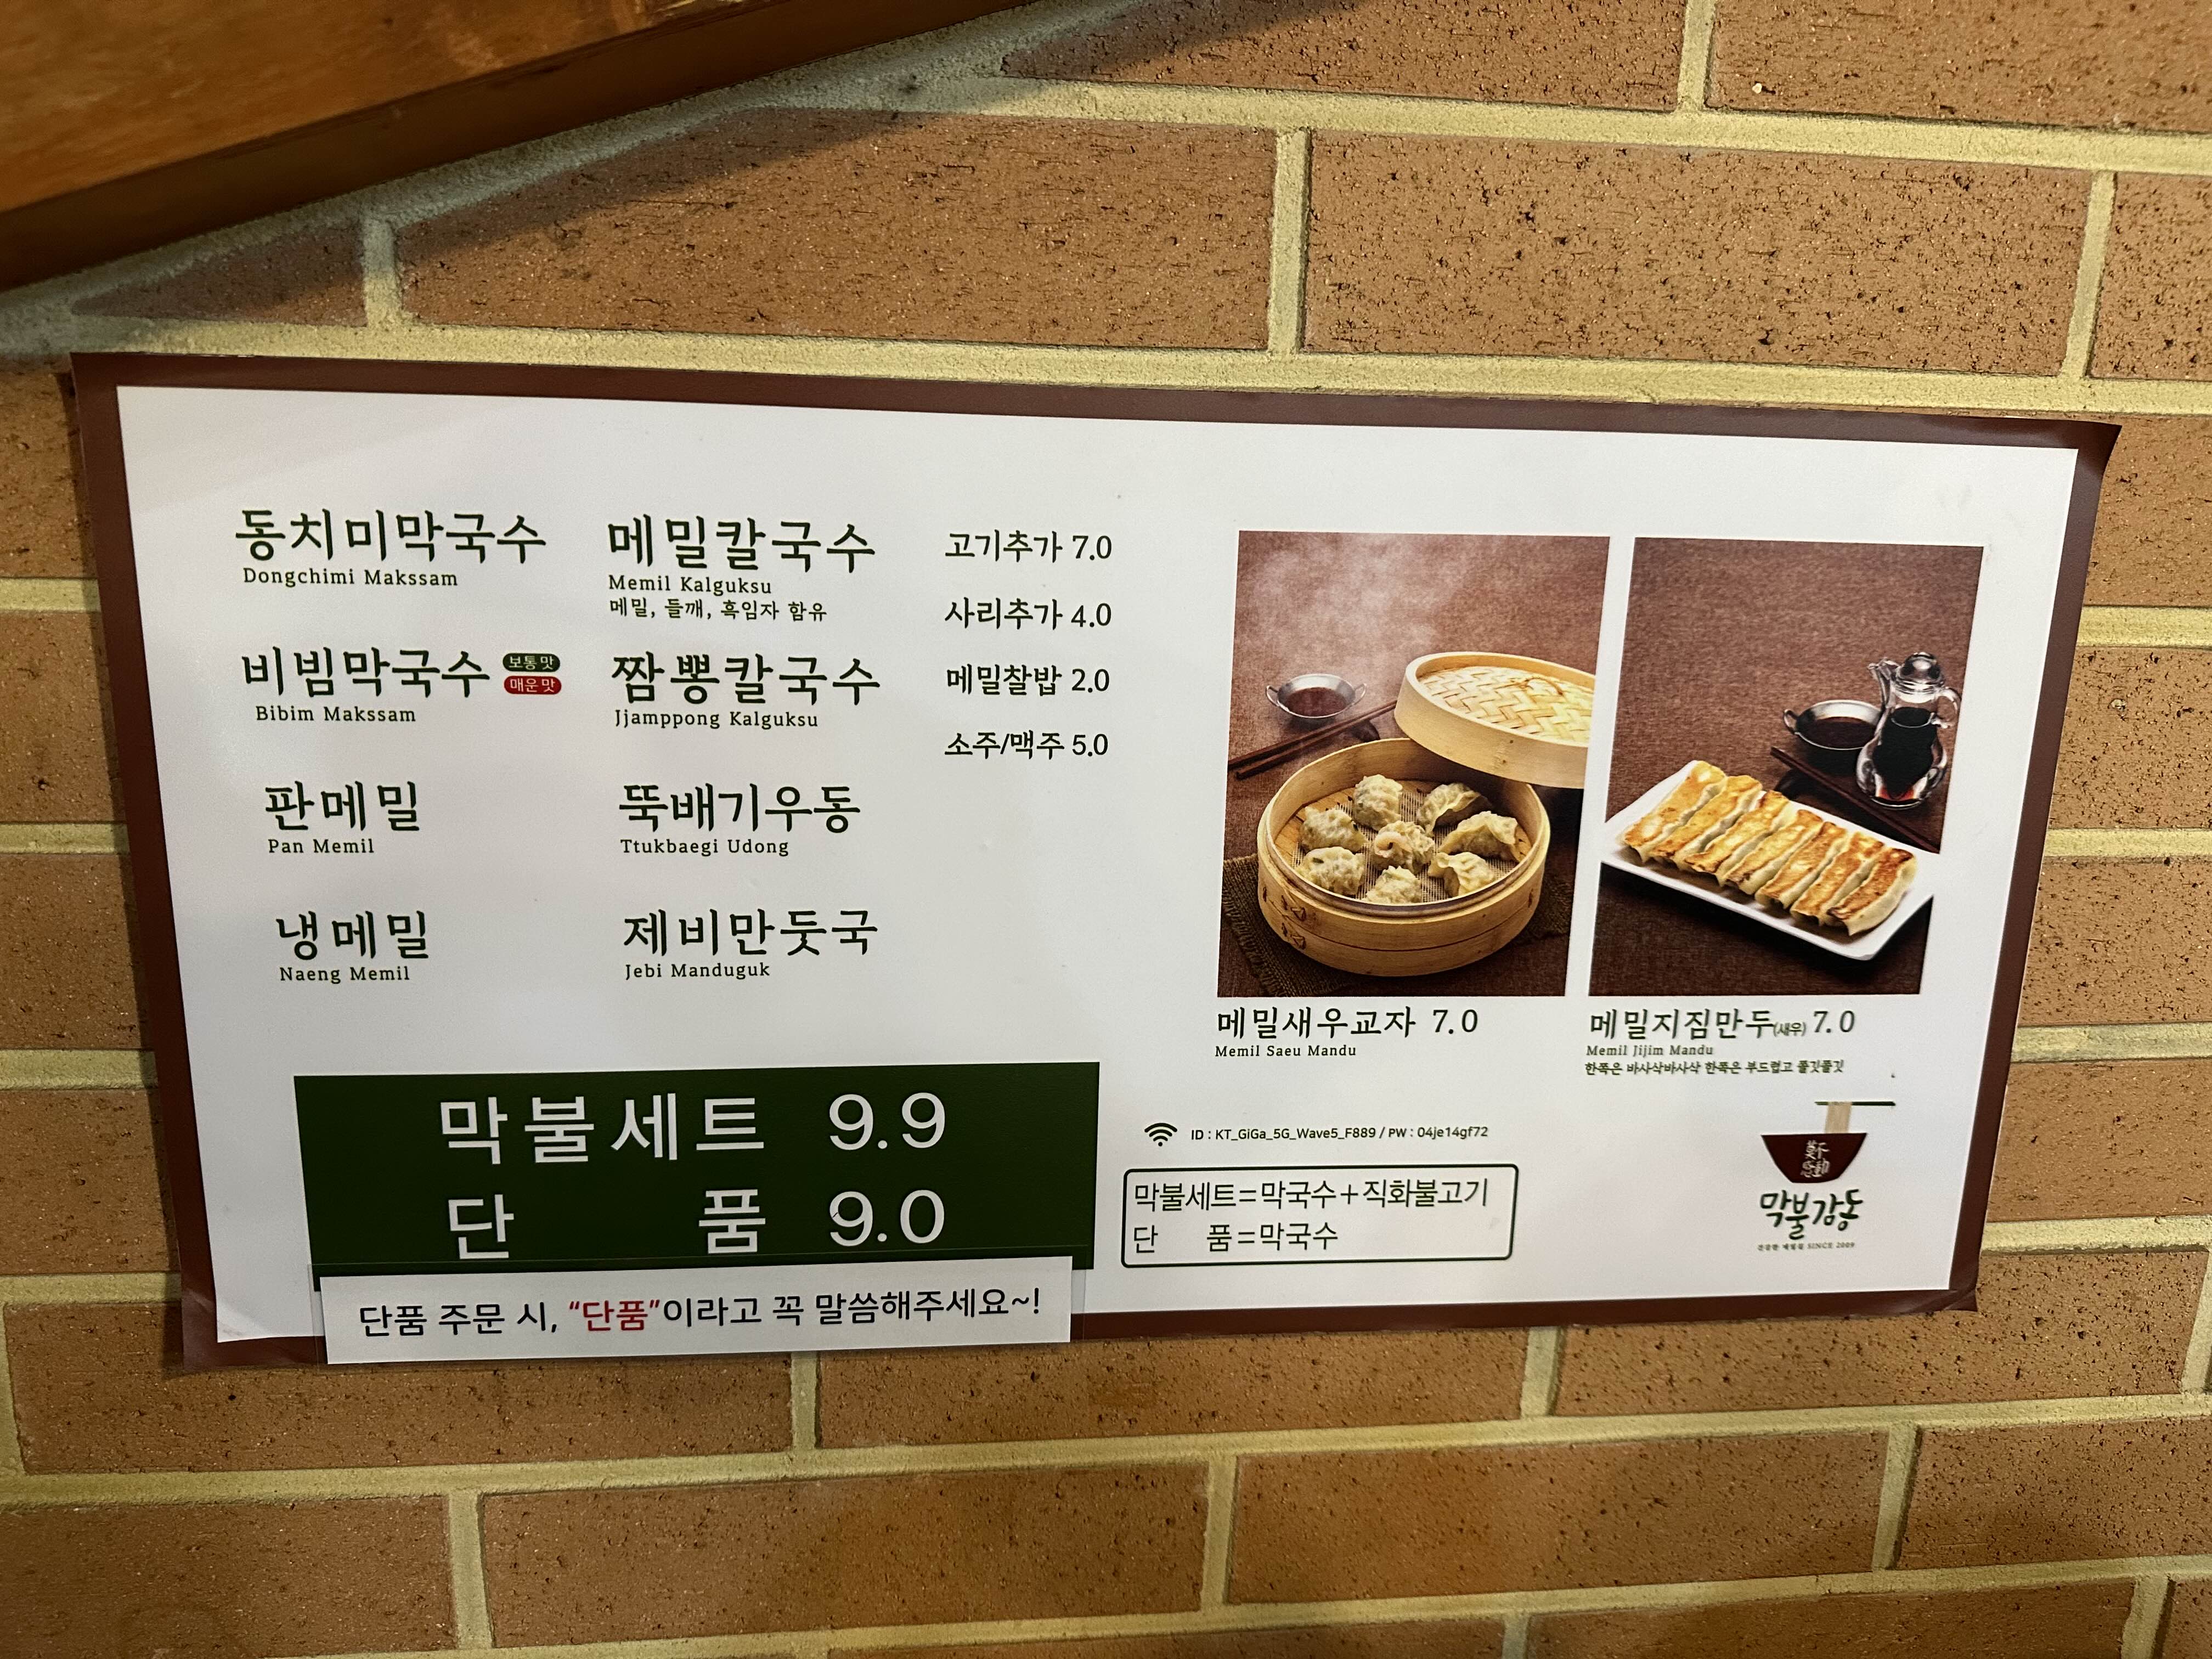 동치미막국수
Dongchimi Makssam
비빔막국수 보통맛 매운맛
Bibim Makssam
판메밀
Pan Memil
냉메밀
Naeng Memil
메밀칼국수
Memil Kalguksu
메밀, 들깨, 흑임자 함유
짬뽕칼국수
Jjamppong Kalguksu
뚝배기우동
Ttukbaegi Udong
제비만둣국
Jebi Manduguk
고기추가 7.0
사리추가 4.0
메밀찰밥 2.0
소주/맥주 5.0
메밀새우교자 7.0
Memil Saeu Mandu
메밀지짐만두(새우) 7.0
Memil Jijim Mandu
한쪽은 바사삭바사삭 한쪽은 부드럽고 쫄깃쫄깃
막불세트 9.9
단 품 9.0
단품 주문 시, “단품”이라고 꼭 말씀해주세요~!
ID : KT_GiGa_5G_Wave5_F889 / PW : 04je14gf72
막불세트=막국수+직화불고기
단 품=막국수
막불감동
SINCE 2009